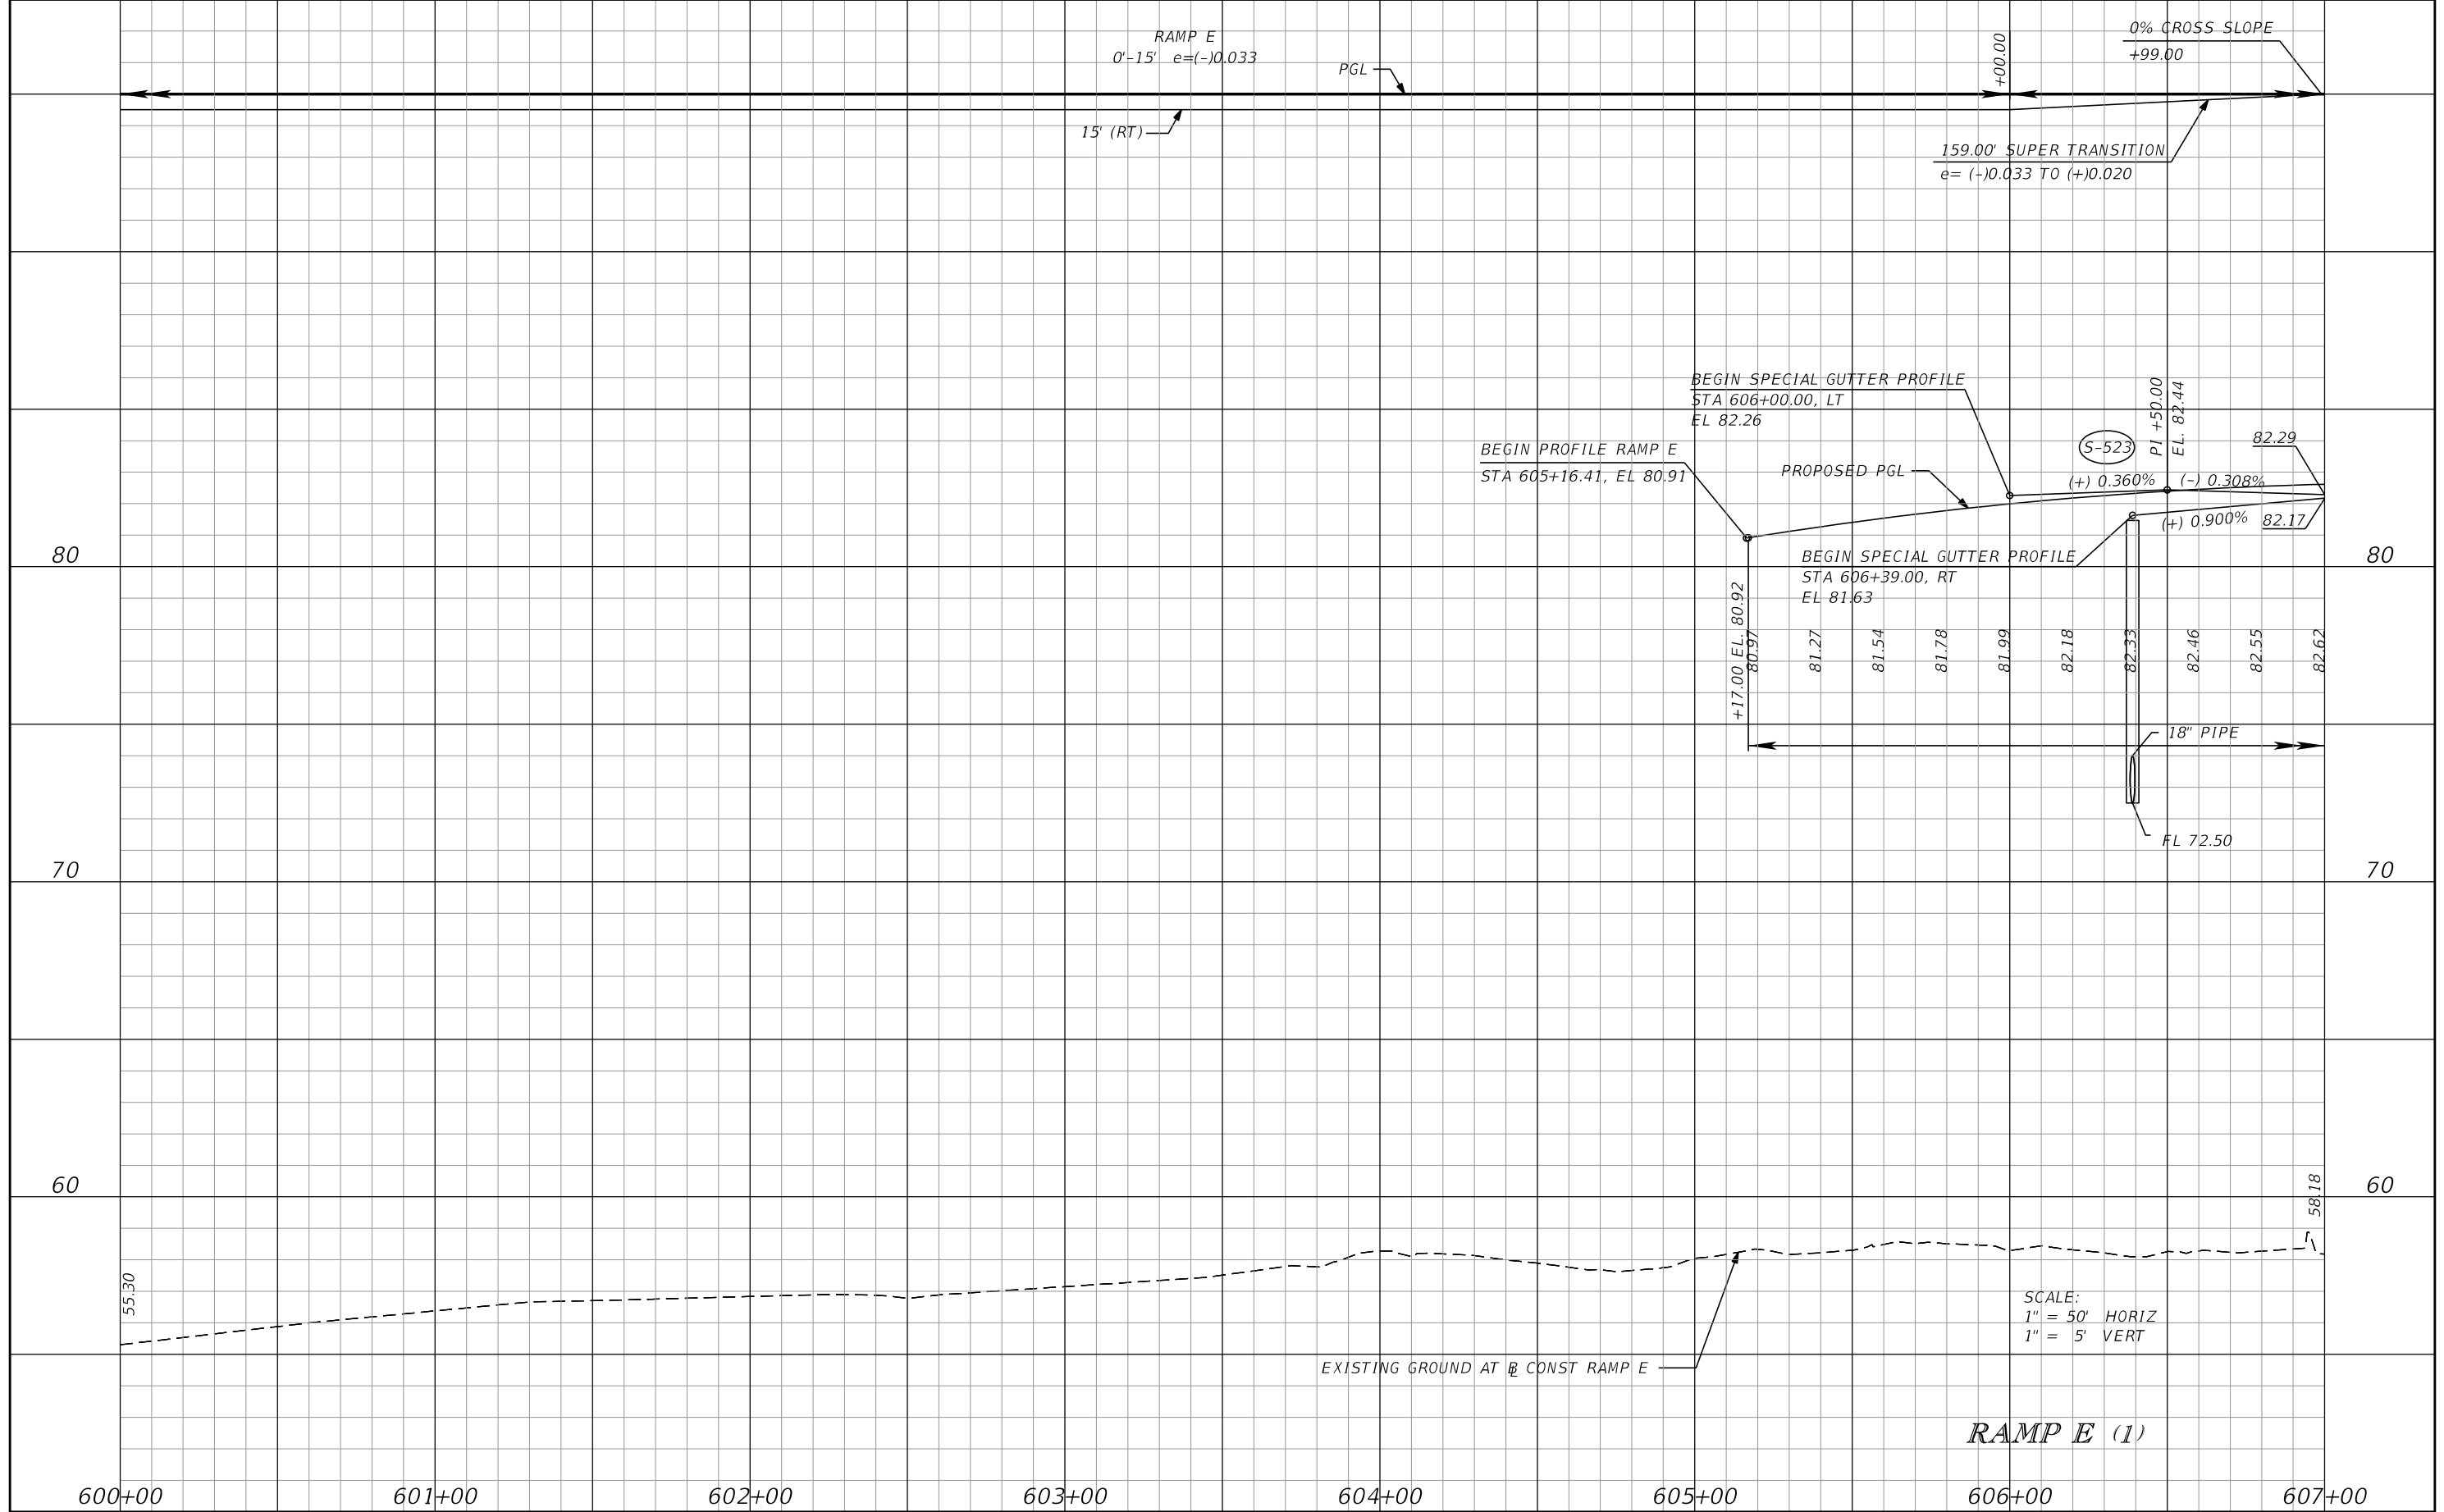 RAMP E
0'-15' e=(-)0.033
PGL
15' (RT)
+00.00
0% CROSS SLOPE
+99.00
159.00' SUPER TRANSITION
e= (-)0.033 TO (+)0.020
BEGIN SPECIAL GUTTER PROFILE
STA 606+00.00, LT
EL 82.26
BEGIN PROFILE RAMP E
STA 605+16.41, EL 80.91
PROPOSED PGL
S-523
PI +50.00
EL. 82.44
82.29
(+) 0.360%
(-) 0.308%
(+) 0.900%
82.17
80
80
BEGIN SPECIAL GUTTER PROFILE
STA 606+39.00, RT
EL 81.63
+17.00 EL. 80.92
80.97
81.27
81.54
81.78
81.99
82.18
82.33
82.46
82.55
82.62
18" PIPE
FL 72.50
70
70
60
60
58.18
55.30
SCALE:
1" = 50' HORIZ
1" = 5' VERT
EXISTING GROUND AT BL CONST RAMP E
RAMP E (1)
600+00
601+00
602+00
603+00
604+00
605+00
606+00
607+00